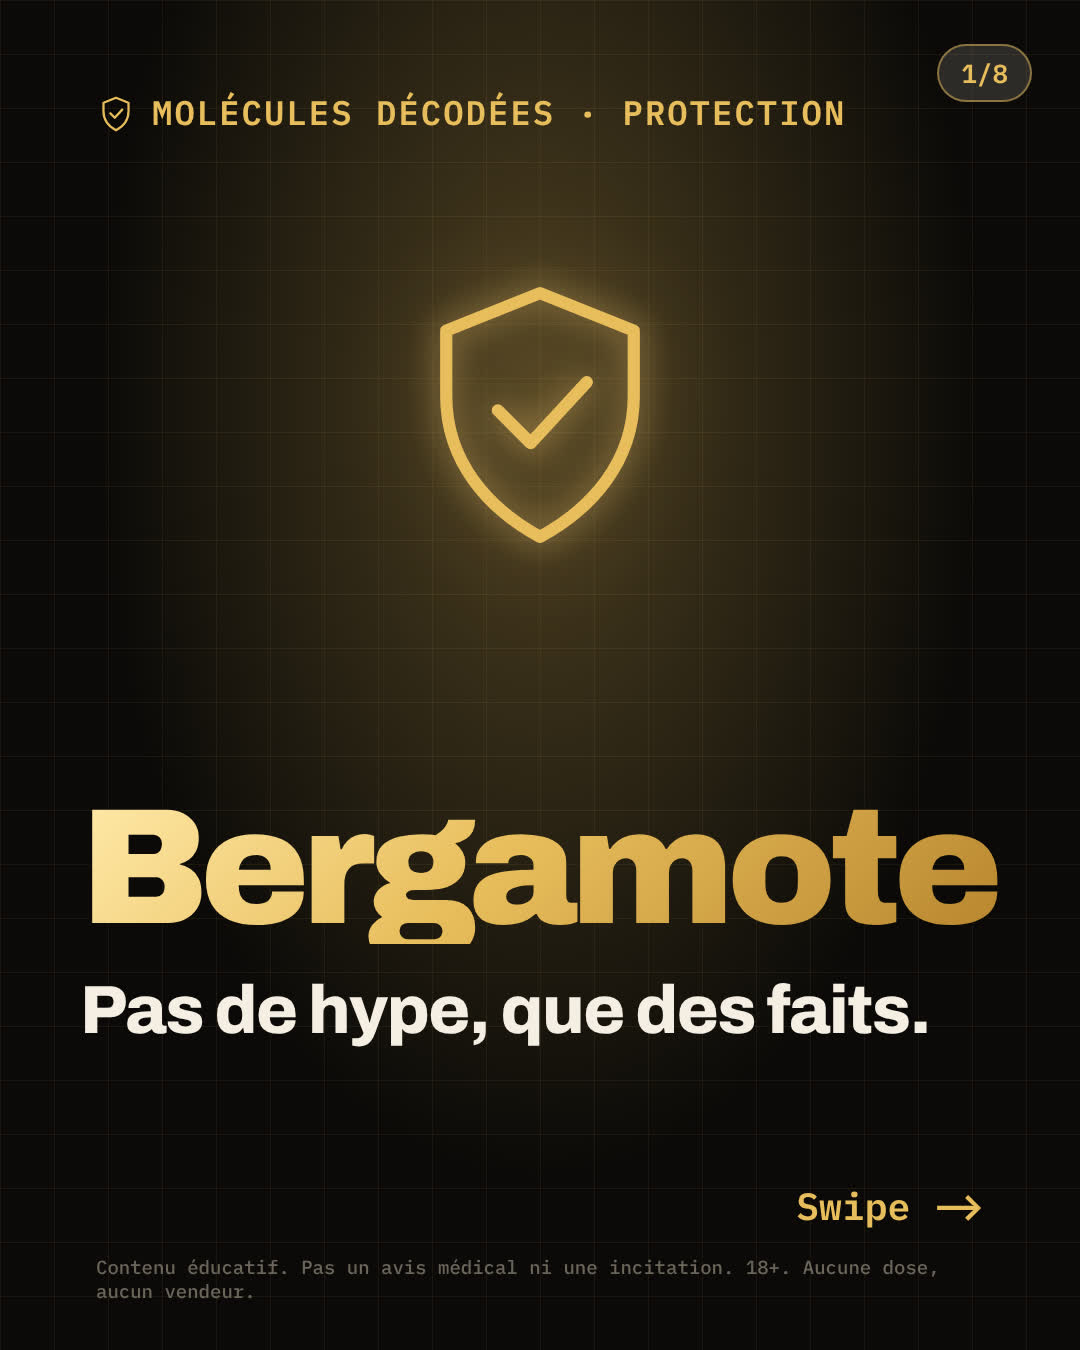 1/8
MOLÉCULES DÉCODÉES · PROTECTION
Bergamote
Pas de hype, que des faits.
Swipe →
Contenu éducatif. Pas un avis médical ni une incitation. 18+. Aucune dose,
aucun vendeur.